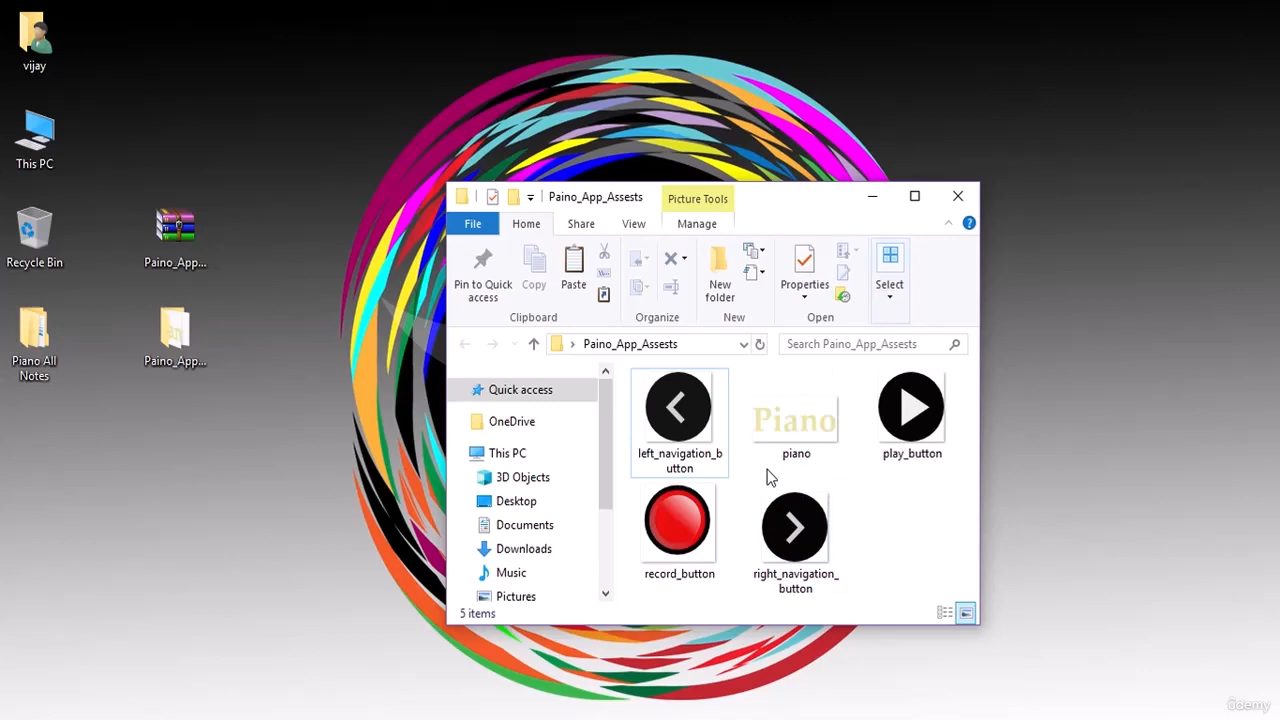 vijay
This PC
Recycle Bin
Piano All
Notes
Paino_App...
Paino_App...
Paino_App_Assests
Picture Tools
File
Home
Share
View
Manage
Pin to Quick
access
Copy
Paste
New
folder
Properties
Select
Clipboard
Organize
New
Open
Paino_App_Assests
Search Paino_App_Assests
Quick access
OneDrive
This PC
3D Objects
Desktop
Documents
Downloads
Music
Pictures
left_navigation_b
utton
Piano
piano
play_button
record_button
right_navigation_
button
5 items
ûdemy